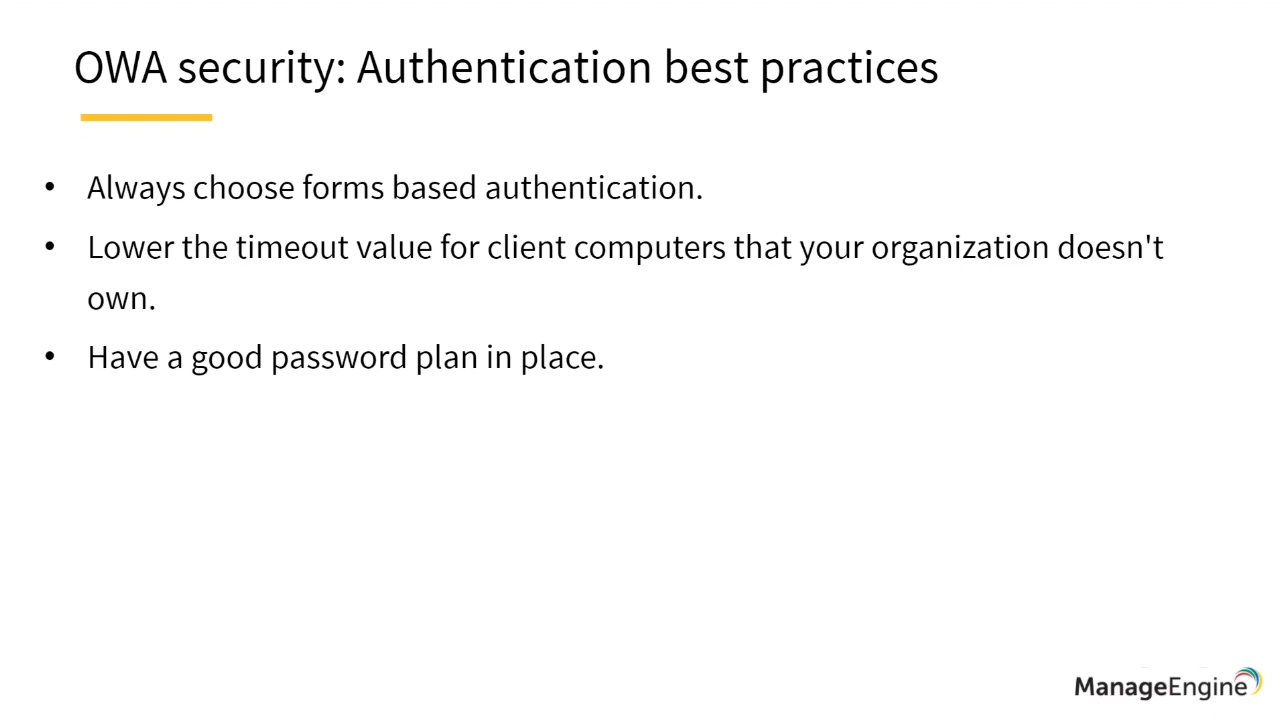 OWA security: Authentication best practices
• Always choose forms based authentication.
• Lower the timeout value for client computers that your organization doesn't
own.
• Have a good password plan in place.
ManageEngine